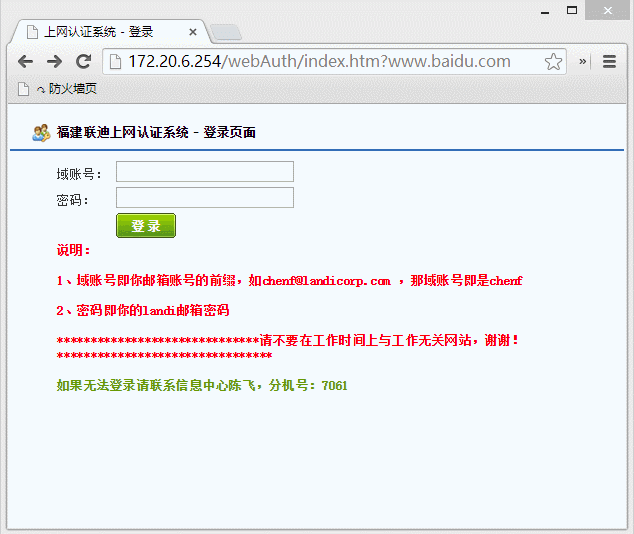 上网认证系统 - 登录
172.20.6.254/webAuth/index.htm?www.baidu.com
»
防火墙页
福建联迪上网认证系统 - 登录页面
域账号：
密码：
登 录
说明：
1、域账号即你邮箱账号的前缀，如chenf@landicorp.com ，那域账号即是chenf
2、密码即你的landi邮箱密码
******************************请不要在工作时间上与工作无关网站，谢谢！
********************************
如果无法登录请联系信息中心陈飞，分机号：7061